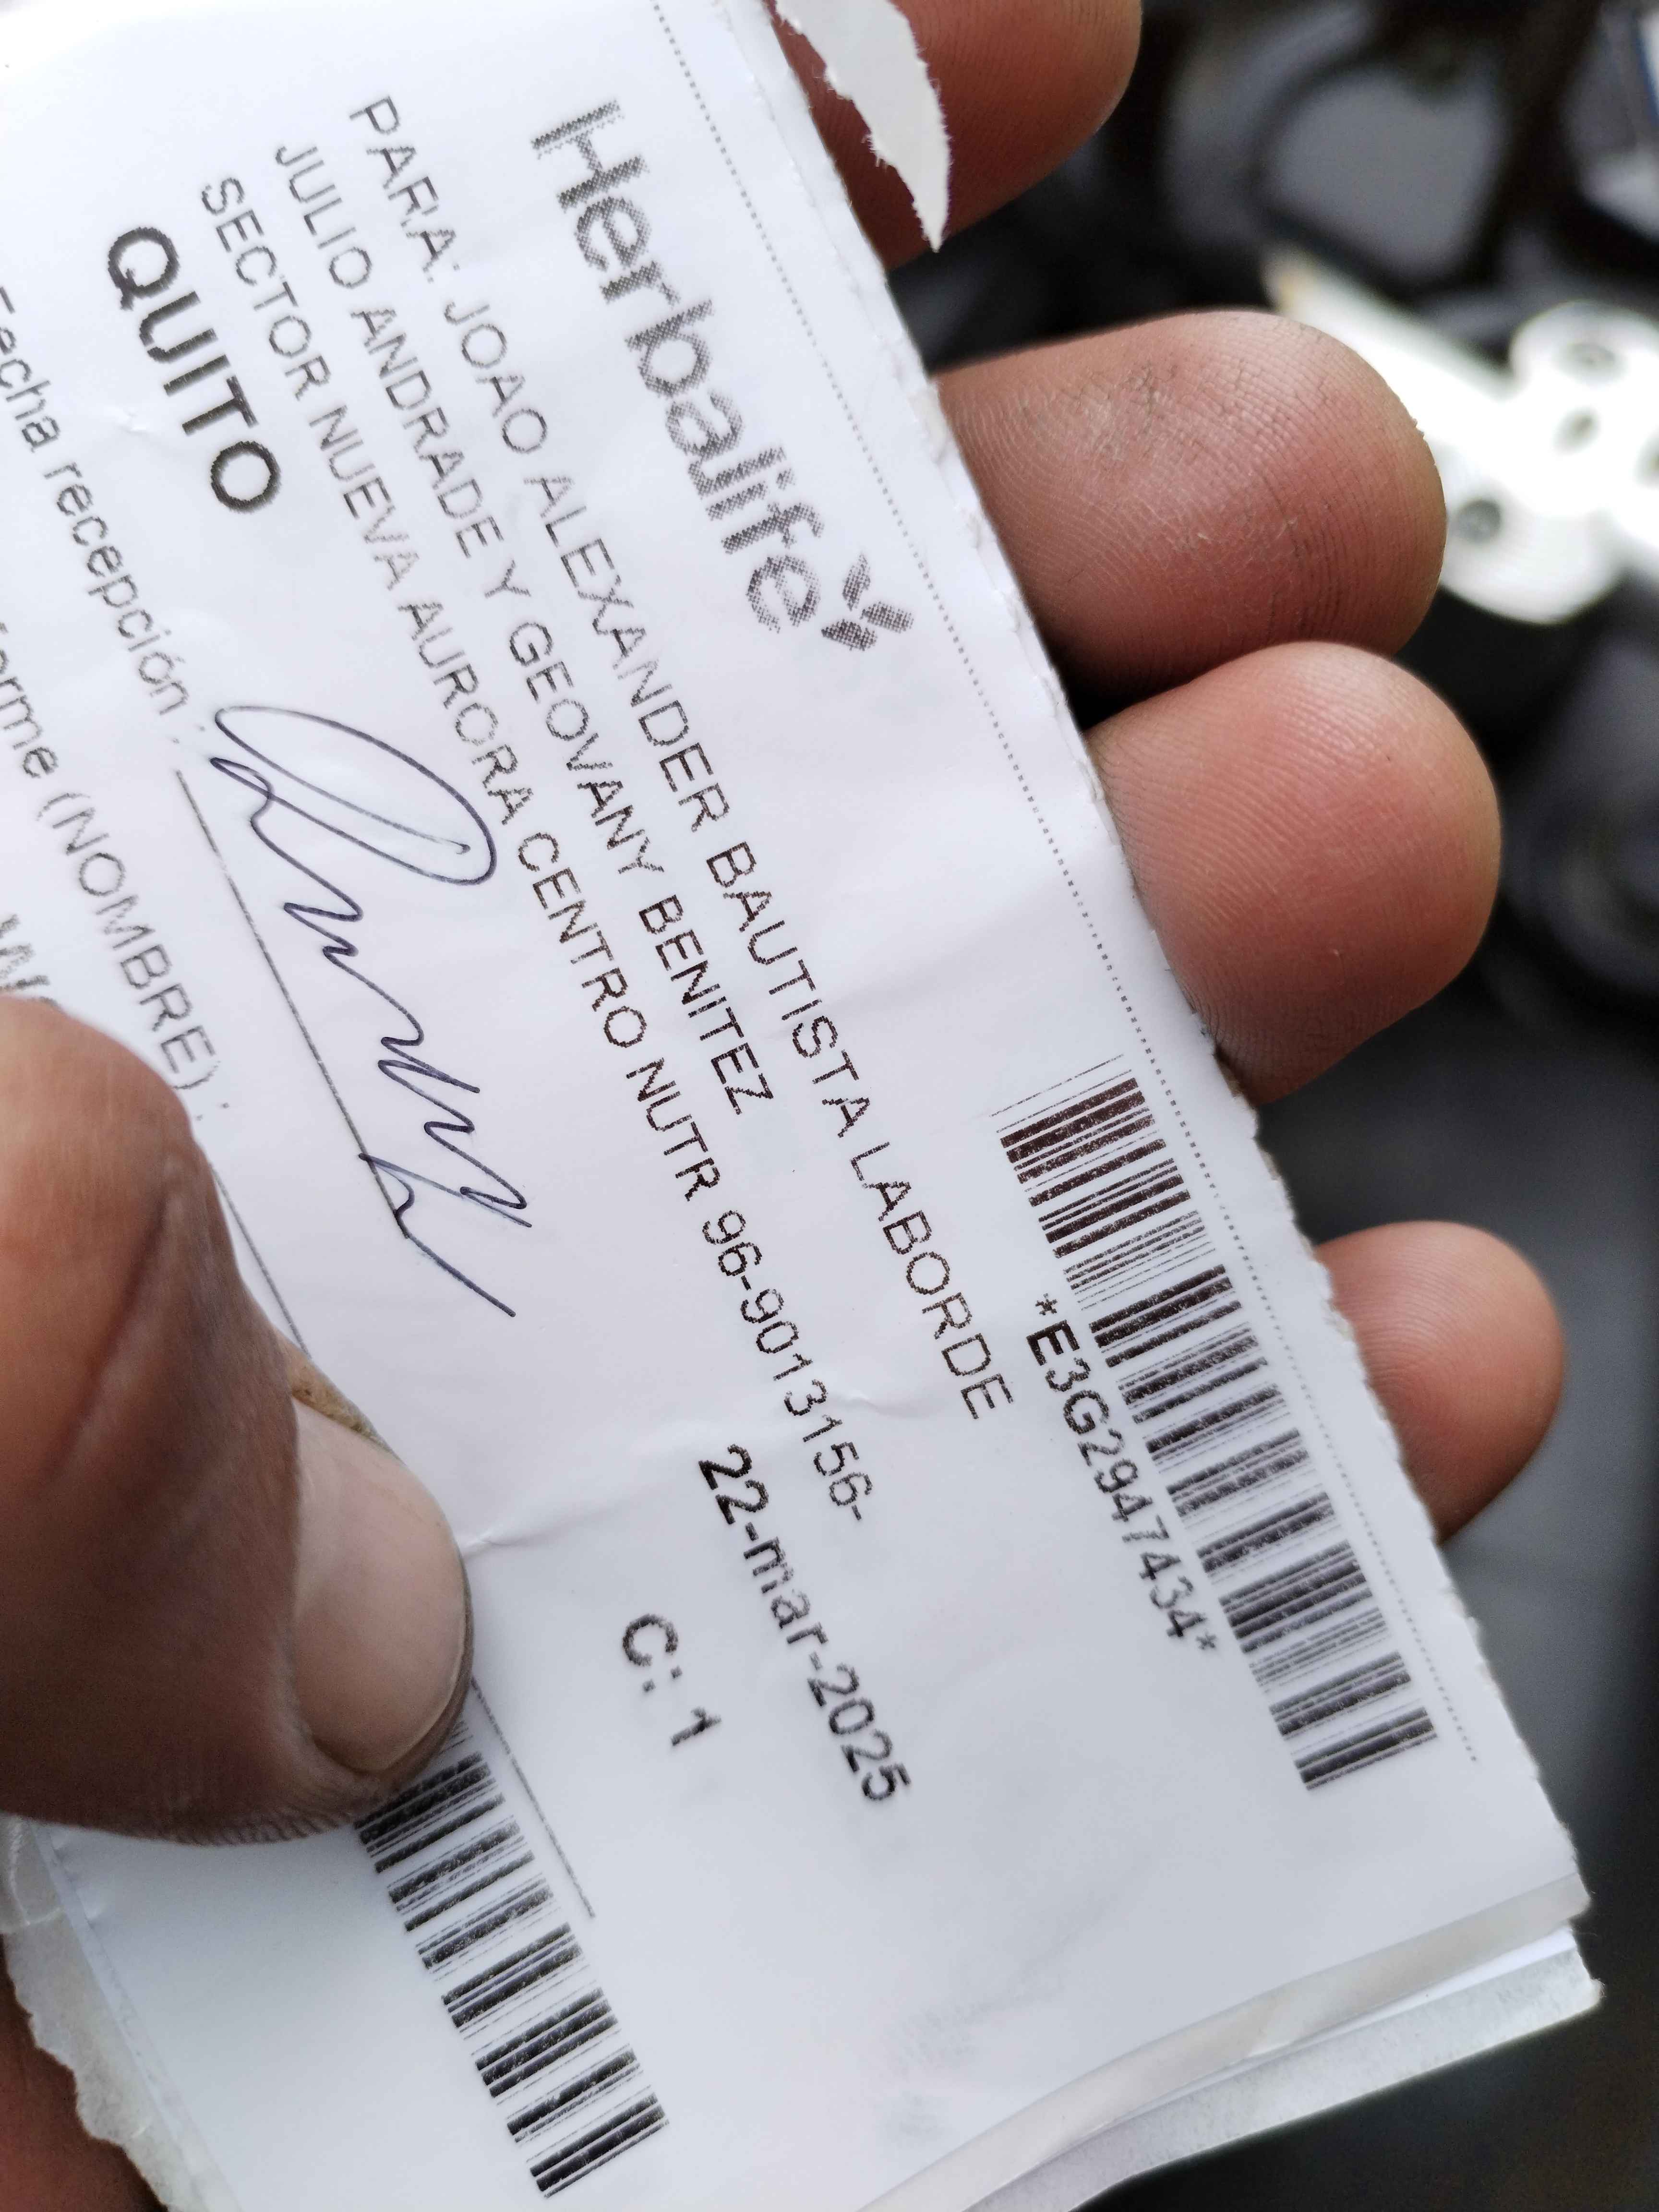 Herbalife
*E3G2947434*
PARA: JOAO ALEXANDER BAUTISTA LABORDE
JULIO ANDRADE Y GEOVANY BENITEZ
SECTOR NUEVA AURORA CENTRO NUTR 96-9013156-
22-mar-2025
QUITO
C: 1
Fecha recepción :
(NOMBRE) :